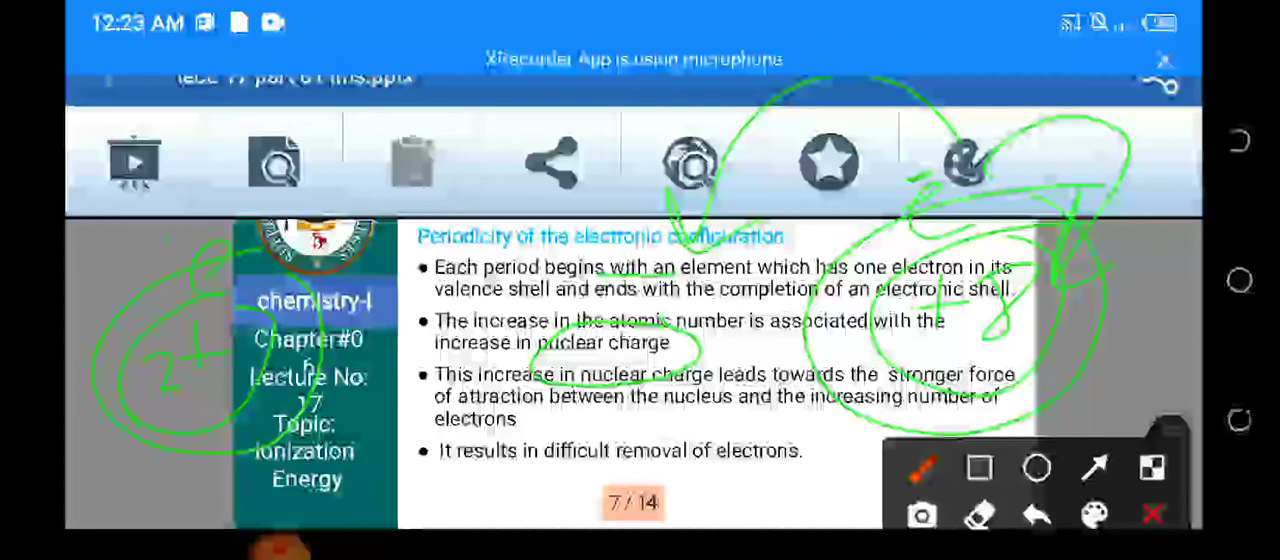 12:23 AM
XRecorder App is using microphone
Periodicity of the electronic configuration
• Each period begins with an element which has one electron in its
valence shell and ends with the completion of an electronic shell.
• The increase in the atomic number is associated with the
increase in nuclear charge
• This increase in nuclear charge leads towards the stronger force
of attraction between the nucleus and the increasing number of
electrons
• It results in difficult removal of electrons.
chemistry-I
Chapter#0
6
Lecture No:
17
Topic:
Ionization
Energy
7 / 14
2+
+8